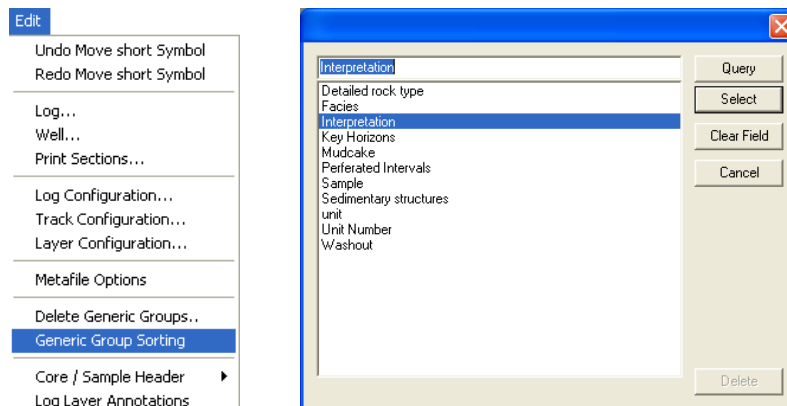 Edit
Undo Move short Symbol
Redo Move short Symbol
Log...
Well...
Print Sections...
Log Configuration...
Track Configuration...
Layer Configuration...
Metafile Options
Delete Generic Groups..
Generic Group Sorting
Core / Sample Header
Log Layer Annotations
Interpretation
Detailed rock type
Facies
Interpretation
Key Horizons
Mudcake
Perferated Intervals
Sample
Sedimentary structures
unit
Unit Number
Washout
Query
Select
Clear Field
Cancel
Delete